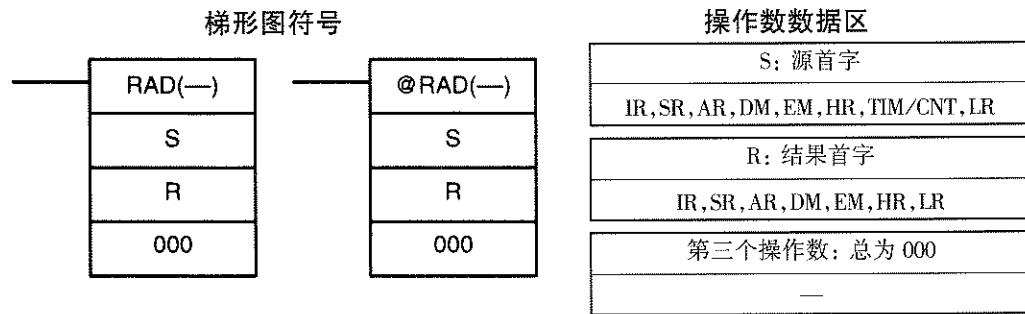 梯形图符号
RAD(—)
S
R
000
@RAD(—)
S
R
000
操作数数据区
S: 源首字
IR,SR,AR,DM,EM,HR,TIM/CNT,LR
R: 结果首字
IR,SR,AR,DM,EM,HR,LR
第三个操作数: 总为 000
—